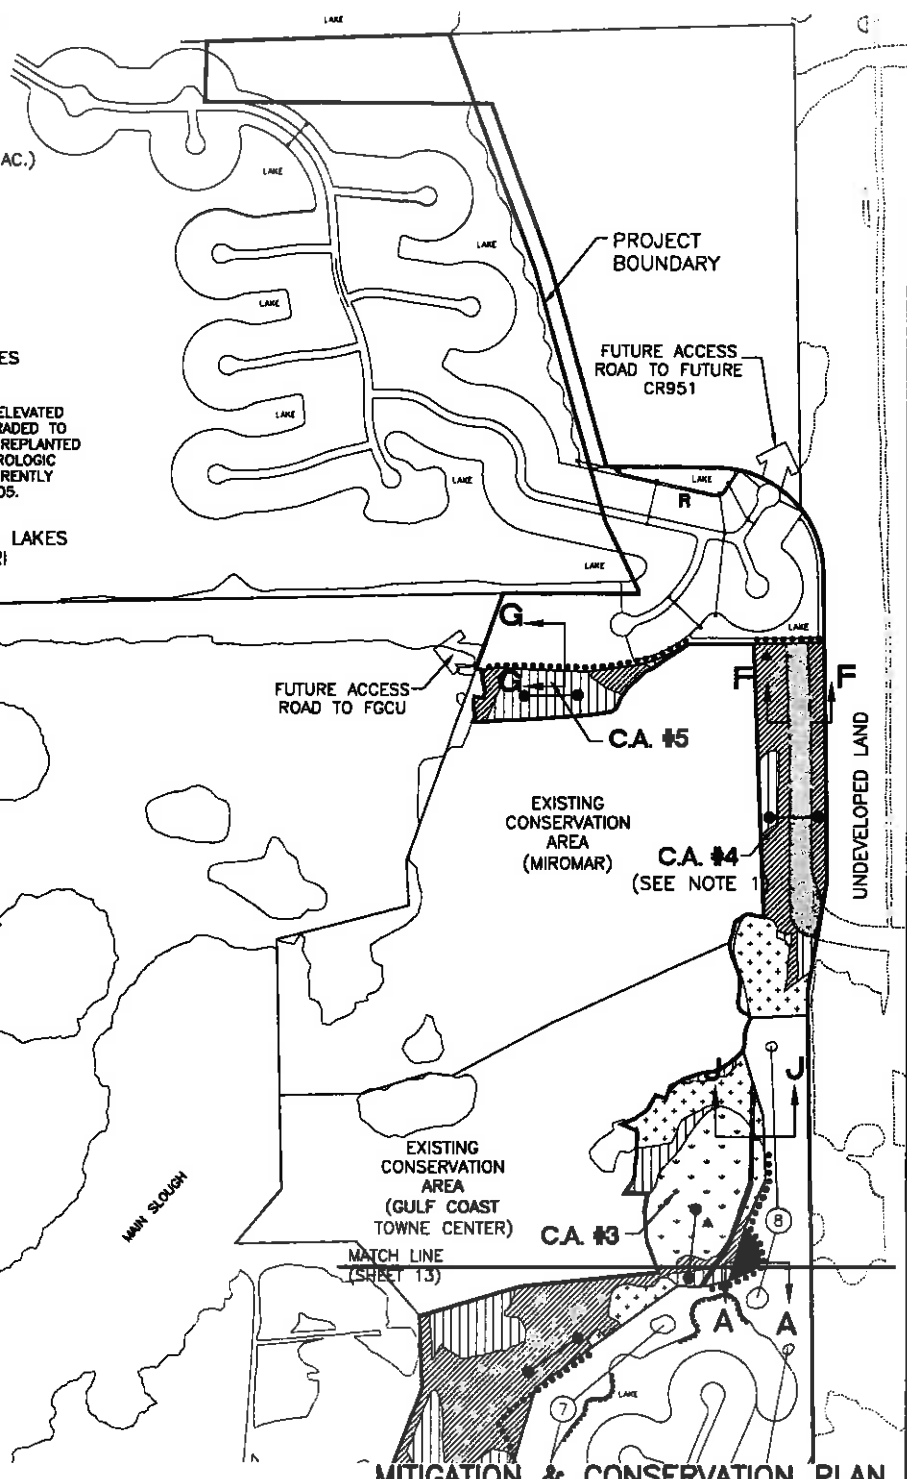 LAKE
AC.)
LAKE
LAKE
PROJECT
BOUNDARY
LAKE
FUTURE ACCESS
ROAD TO FUTURE
CR951
ES
ELEVATED
RADED TO
REPLANTED
ROLOGIC
RENTLY
05.
LAKE
LAKE
LAKE
R
LAKES
LAKE
G
LAKE
FUTURE ACCESS
ROAD TO FGCU
G
F
F
C.A. #5
UNDEVELOPED LAND
EXISTING
CONSERVATION
AREA
(MIROMAR)
C.A. #4
(SEE NOTE 1
J
J
EXISTING
CONSERVATION
AREA
(GULF COAST
TOWNE CENTER)
MAIN SLOUGH
C.A. #3
8
MATCH LINE
(SHEET 13)
A
A
7
LAKE
MITIGATION & CONSERVATION PLAN